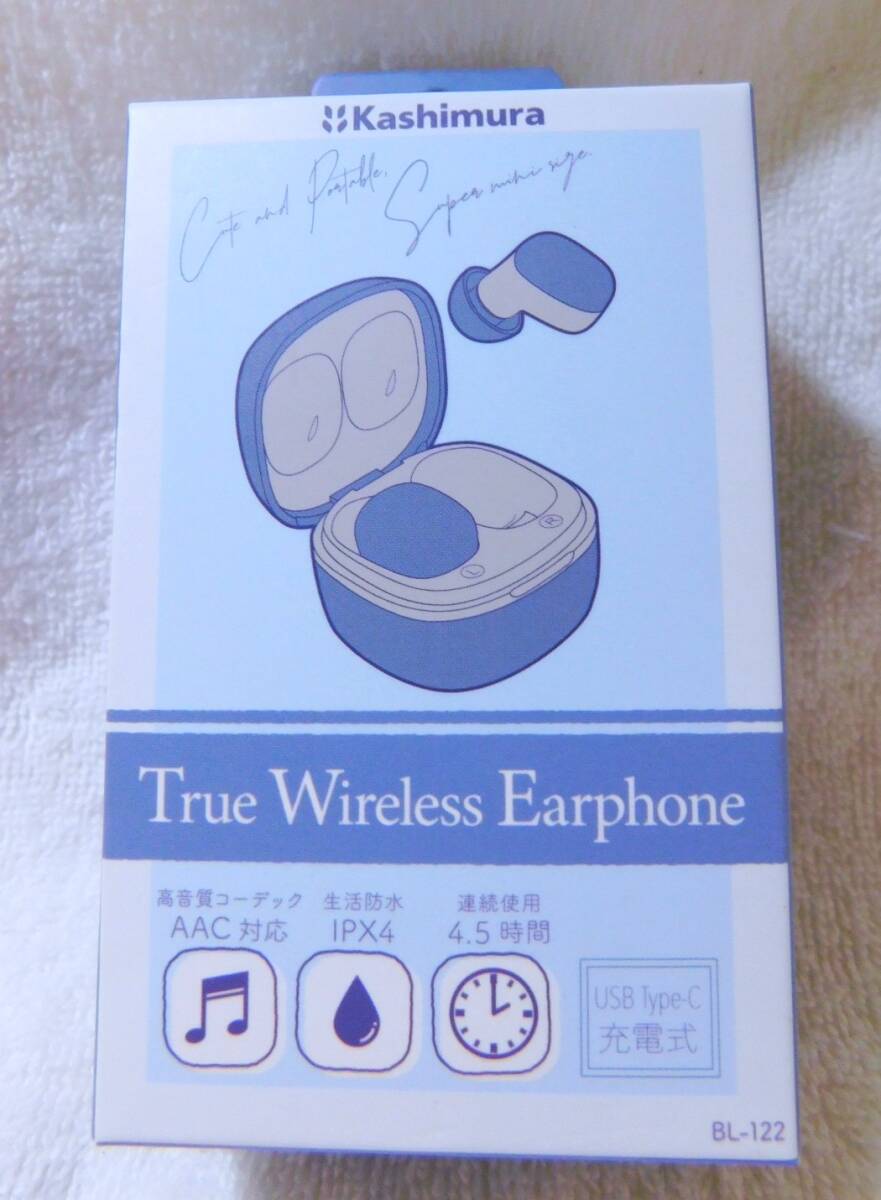 Kashimura
Cute and Portable,
Super mini size.
R
L
True Wireless Earphone
高音質コーデック
AAC 対応
生活防水
IPX4
連続使用
4.5 時間
USB Type-C
充電式
BL-122